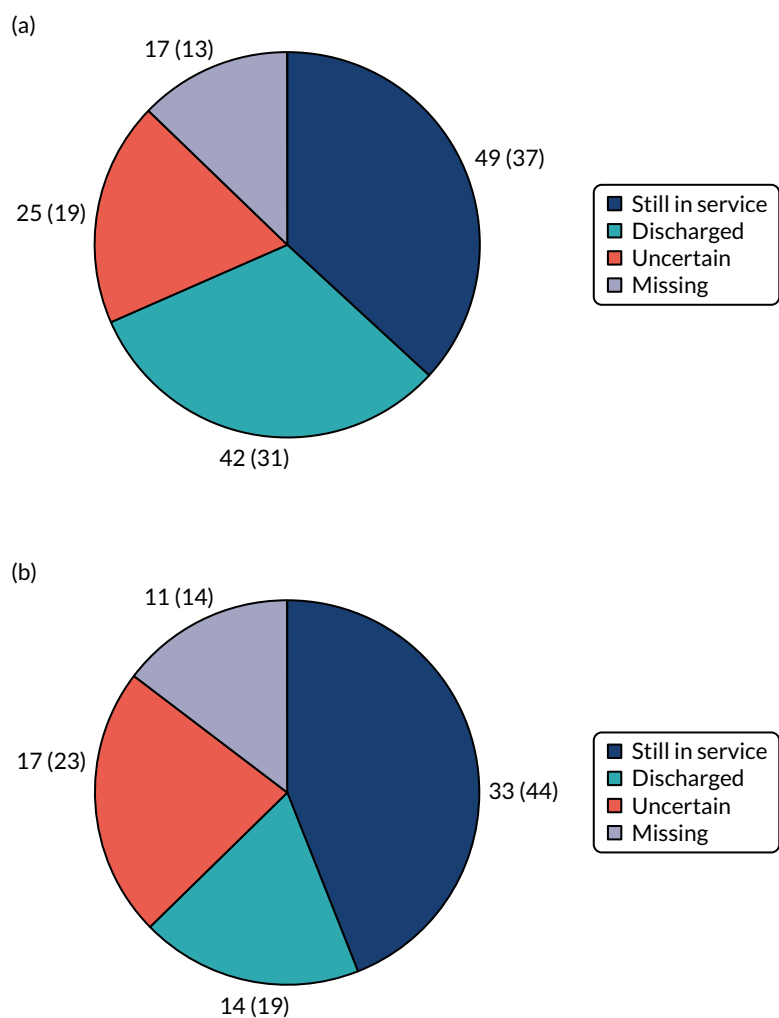 (a)
17 (13)
49 (37)
25 (19)
42 (31)
Still in service
Discharged
Uncertain
Missing
(b)
11 (14)
17 (23)
33 (44)
14 (19)
Still in service
Discharged
Uncertain
Missing